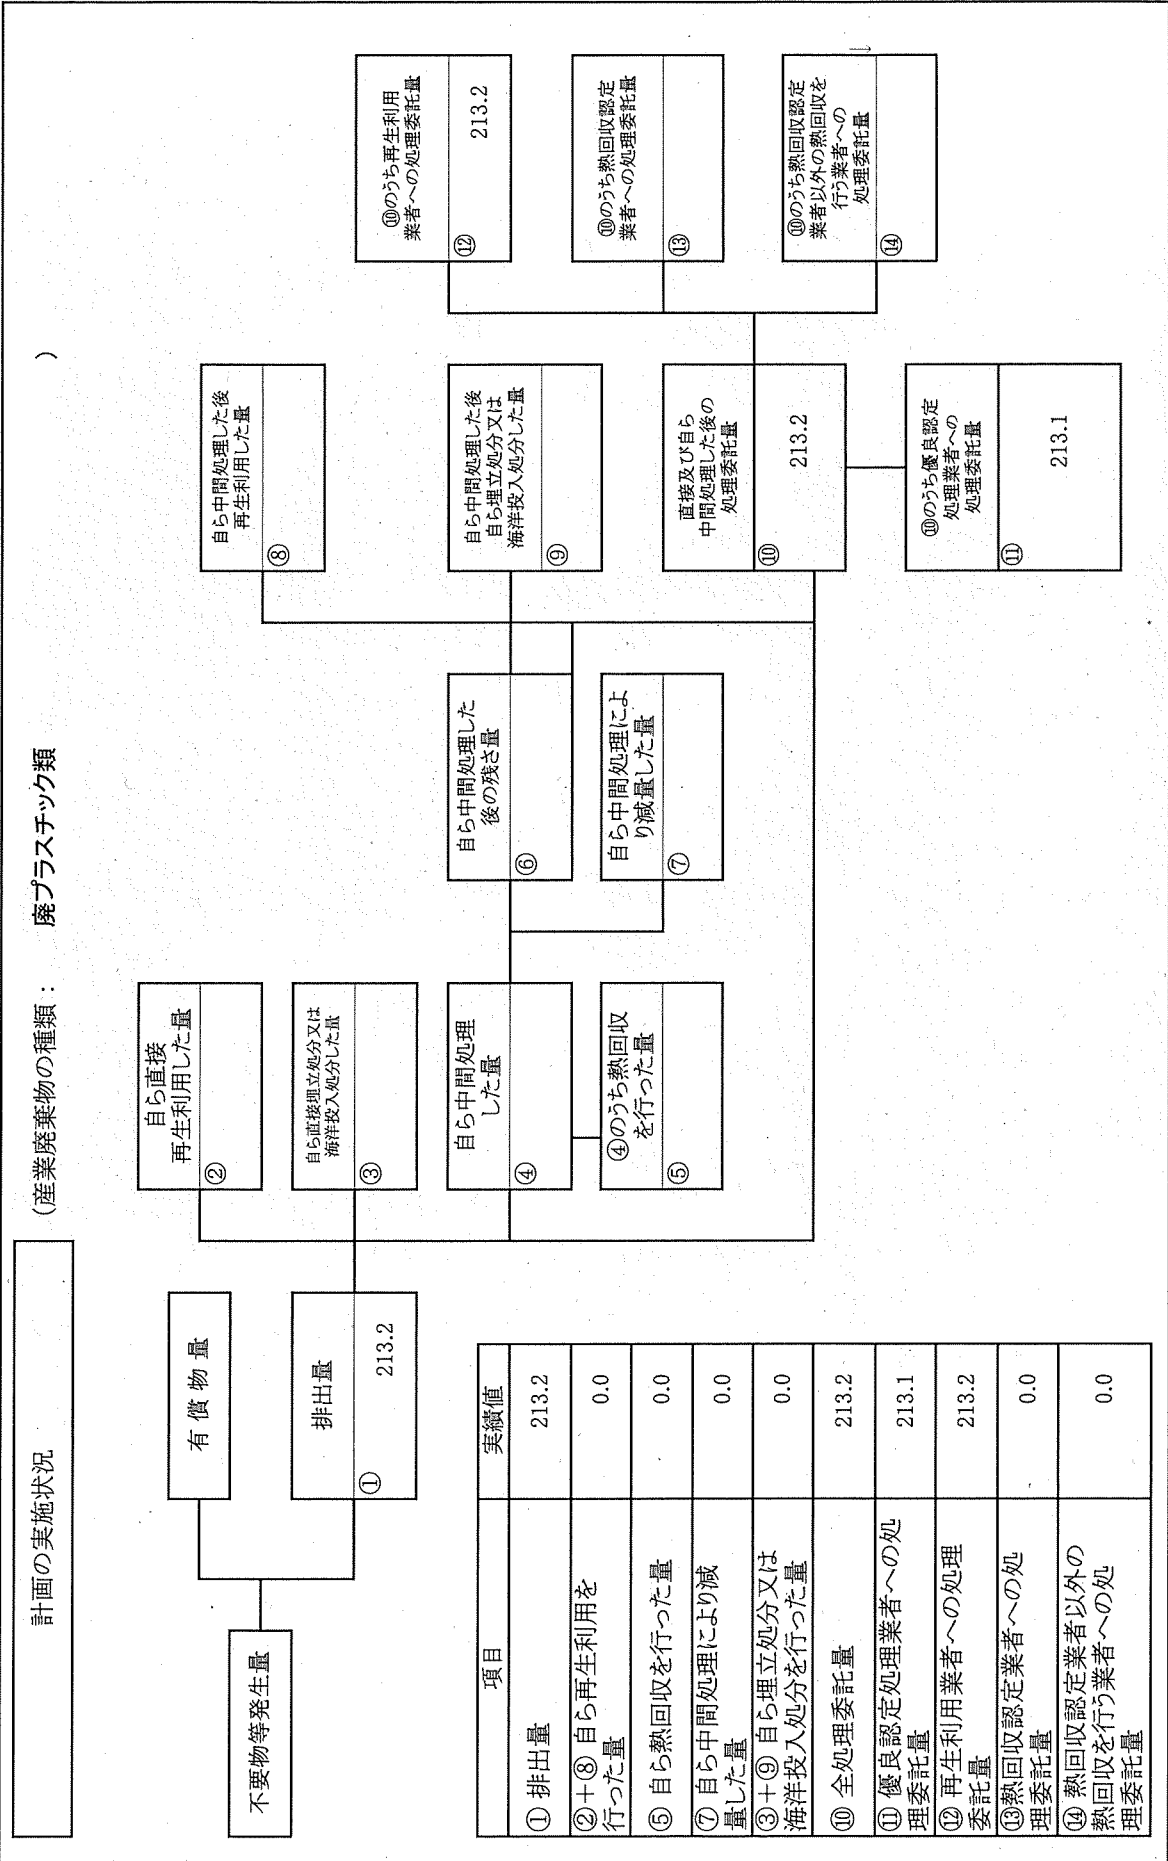 計画の実施状況
(産業廃棄物の種類： 廃プラスチック類 )
不要物等発生量
有 償 物 量
排出量
① 213.2
自ら直接
再生利用した量
②
自ら直接埋立処分又は
海洋投入処分した量
③
自ら中間処理
した量
④
④のうち熱回収
を行った量
⑤
自ら中間処理した
後の残さ量
⑥
自ら中間処理によ
り減量した量
⑦
自ら中間処理した後
再生利用した量
⑧
自ら中間処理した後
自ら埋立処分又は
海洋投入処分した量
⑨
直接及び自ら
中間処理した後の
処理委託量
⑩ 213.2
⑩のうち優良認定
処理業者への
処理委託量
⑪ 213.1
⑩のうち再生利用
業者への処理委託量
⑫ 213.2
⑩のうち熱回収認定
業者への処理委託量
⑬
⑩のうち熱回収認定
業者以外の熱回収を
行う業者への
処理委託量
⑭
項目 実績値
① 排出量 213.2
②＋⑧ 自ら再生利用を
行った量 0.0
⑤ 自ら熱回収を行った量 0.0
⑦ 自ら中間処理により減
量した量 0.0
③＋⑨ 自ら埋立処分又は
海洋投入処分を行った量 0.0
⑩ 全処理委託量 213.2
⑪ 優良認定処理業者への処
理委託量 213.1
⑫ 再生利用業者への処理
委託量 213.2
⑬熱回収認定業者への処
理委託量 0.0
⑭ 熱回収認定業者以外の
熱回収を行う業者への処
理委託量 0.0